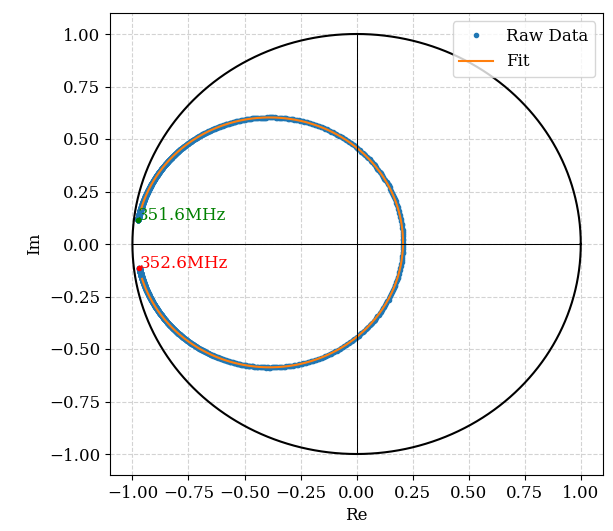 Raw Data
Fit
1.00
0.75
0.50
0.25
0.00
−0.25
−0.50
−0.75
−1.00
Im
351.6MHz
352.6MHz
−1.00 −0.75 −0.50 −0.25 0.00 0.25 0.50 0.75 1.00
Re